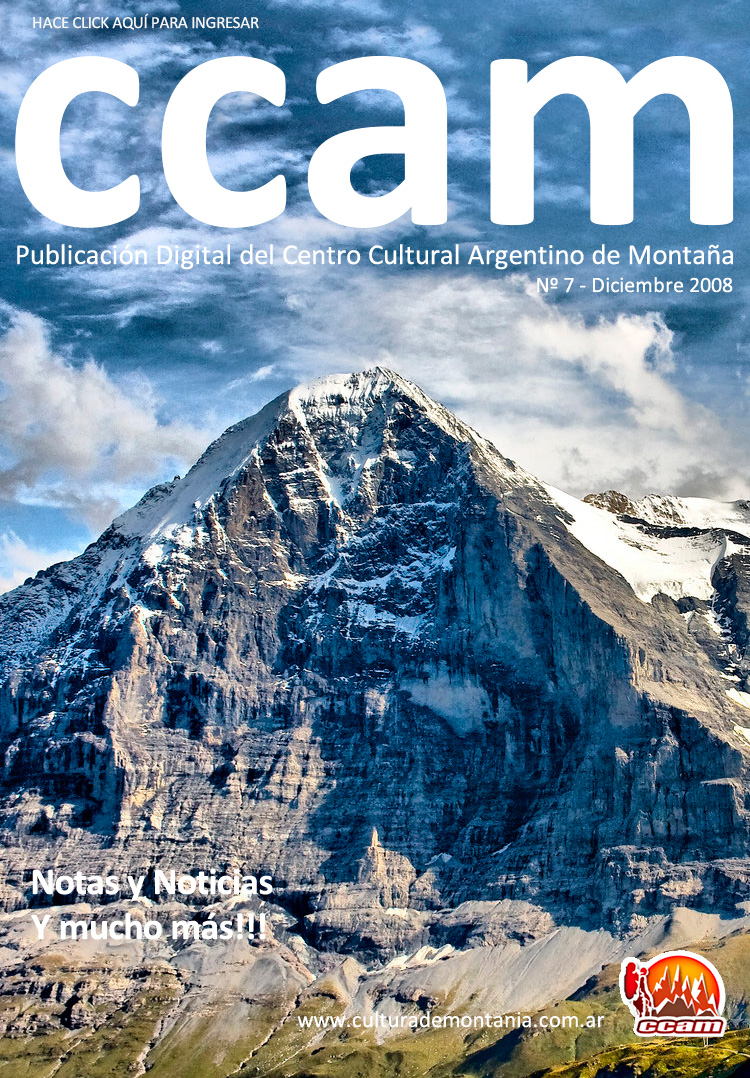 HACE CLICK AQUÍ PARA INGRESAR
ccam
Publicación Digital del Centro Cultural Argentino de Montaña
Nº 7 - Diciembre 2008
Notas y Noticias
Y mucho más!!!
www.culturademontania.com.ar
ccam